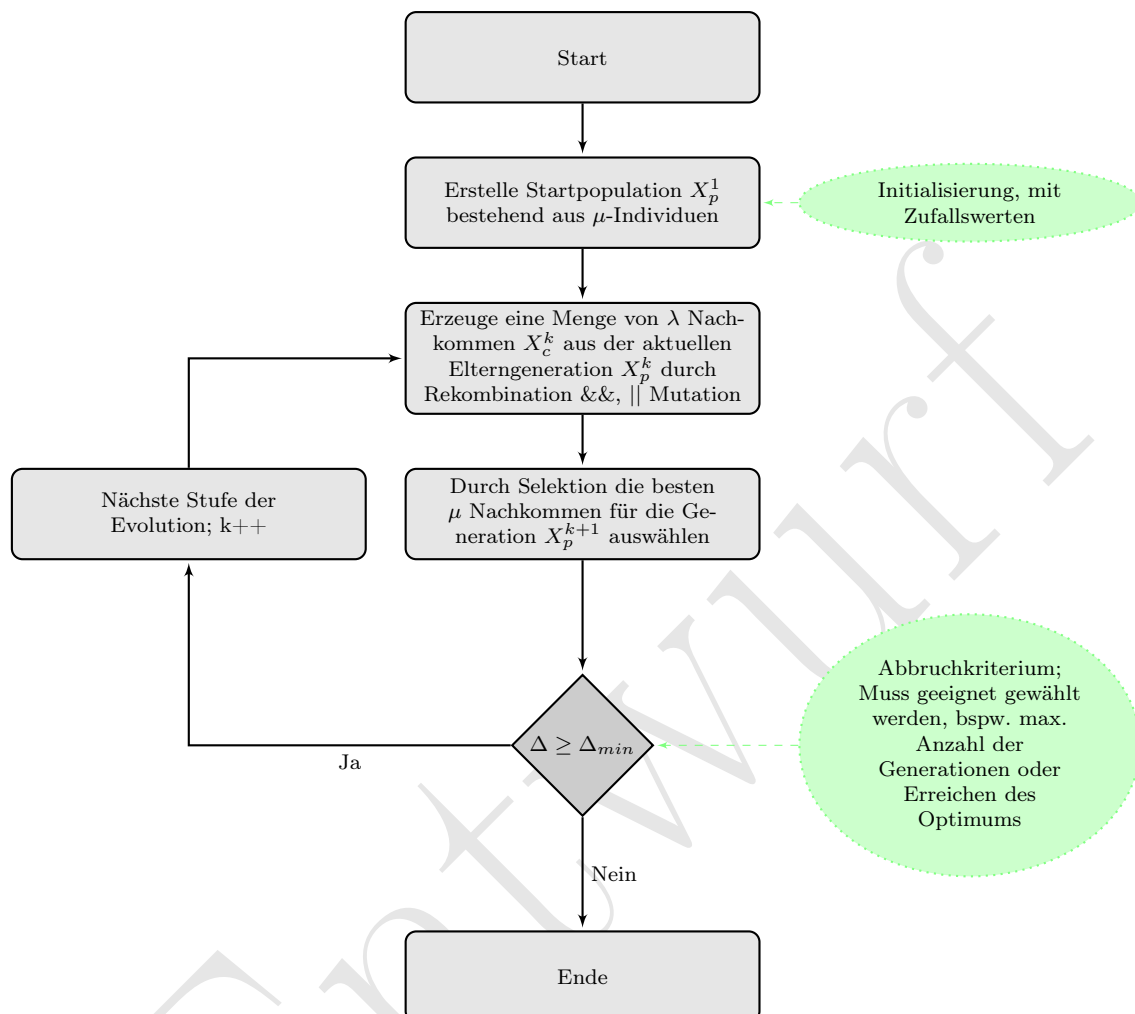 Start
Erstelle Startpopulation $X_p^1$
bestehend aus $\mu$-Individuen
Initialisierung, mit
Zufallswerten
Erzeuge eine Menge von $\lambda$ Nach-
kommen $X_c^k$ aus der aktuellen
Elterngeneration $X_p^k$ durch
Rekombination &&, || Mutation
Nächste Stufe der
Evolution; k++
Durch Selektion die besten
$\mu$ Nachkommen für die Ge-
neration $X_p^{k+1}$ auswählen
Abbruchkriterium;
Muss geeignet gewählt
werden, bspw. max.
Anzahl der
Generationen oder
Erreichen des
Optimums
$\Delta \geq \Delta_{min}$
Ja
Nein
Ende
Entwurf